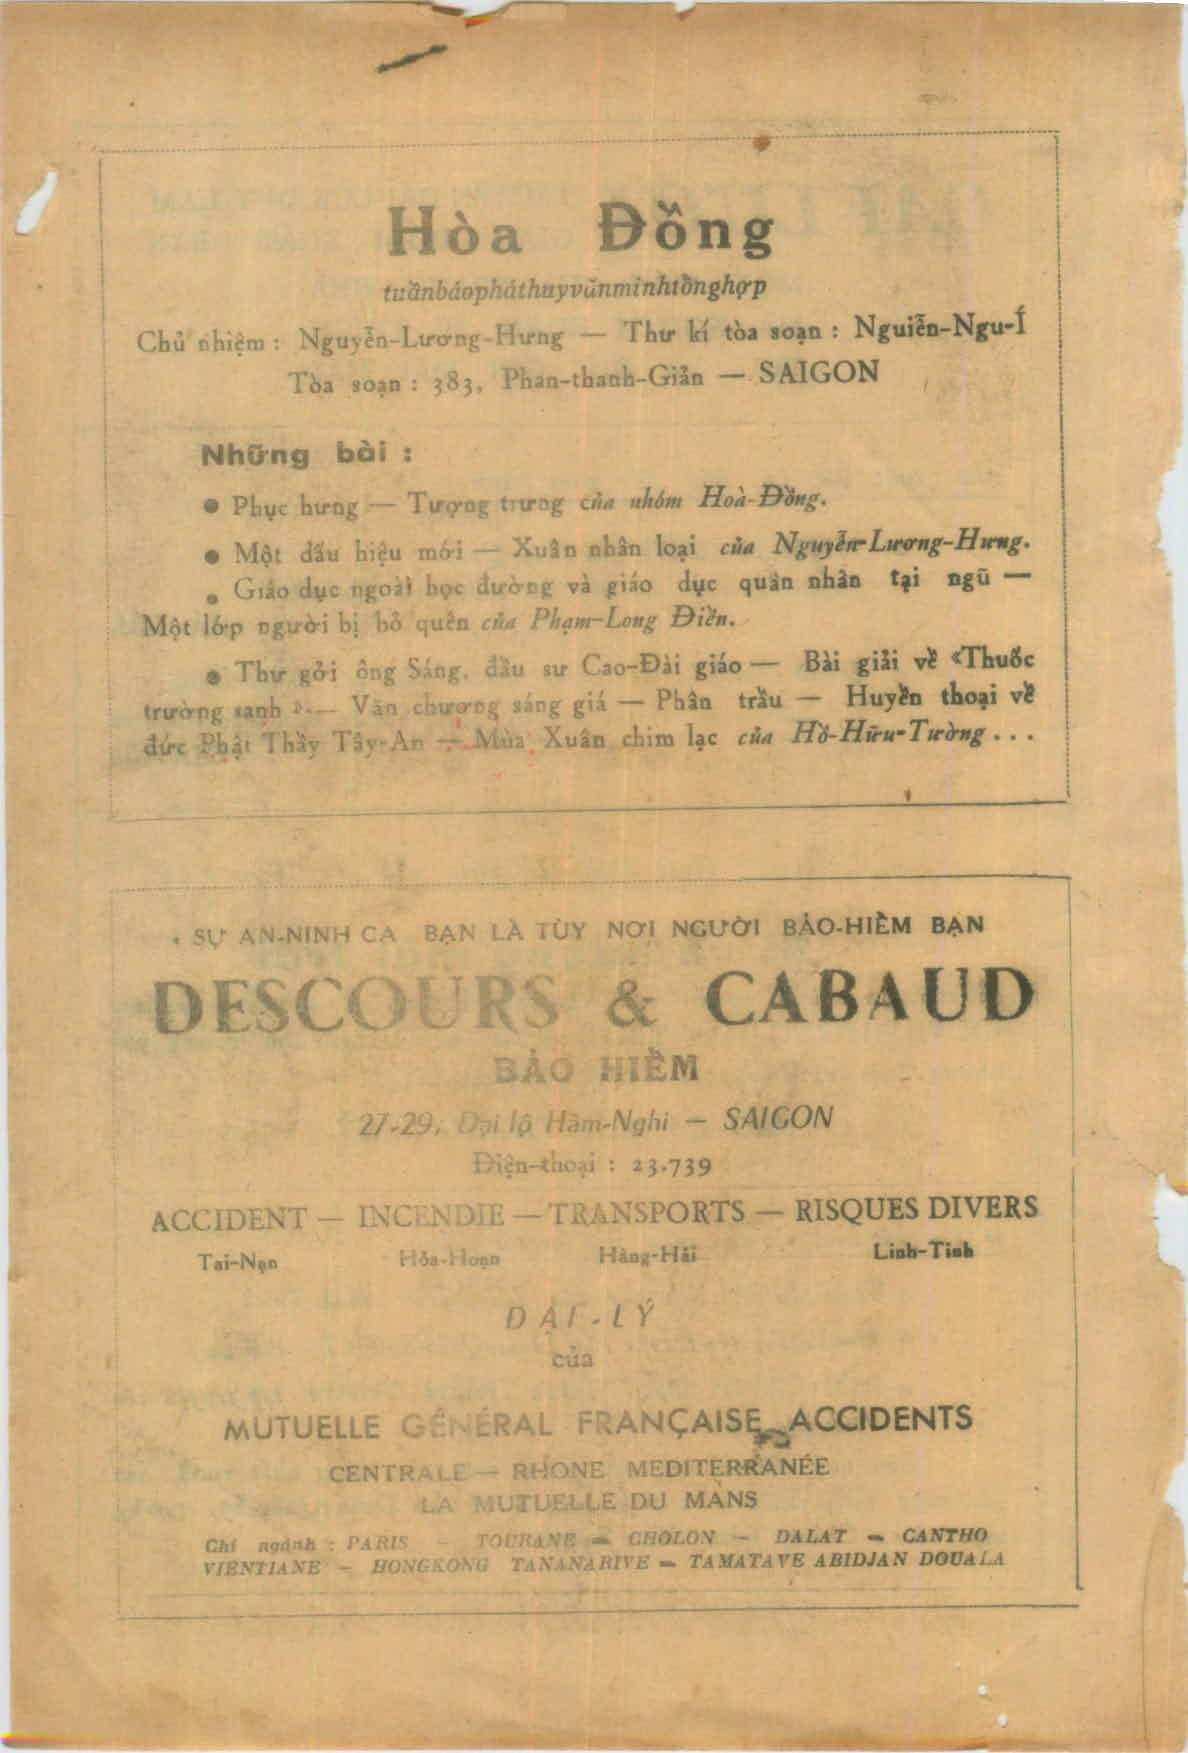 Hòa Đồng
tuầnbáopháthuyvănminhtồnghợp
Chủ nhiệm : Nguyễn-Lương-Hưng — Thư kí tòa soạn : Nguiễn-Ngu-Í
Tòa soạn : 383, Phan-thanh-Giản — SAIGON
Những bài :
● Phục hưng — Tượng trưng của nhóm Hoà-Đồng.
● Một dấu hiệu mới — Xuân nhân loại của Nguyễn-Lương-Hưng.
● Giáo dục ngoài học đường và giáo dục quân nhân tại ngũ —
Một lớp người bị bỏ quên của Phạm-Long Điền.
● Thư gởi ông Sáng, đầu sư Cao-Đài giáo — Bài giải về «Thuốc
trường sanh ». — Văn chương sáng giá — Phân trầu — Huyền thoại về
đức Phật Thầy Tây-An — Mùa Xuân chim lạc của Hồ-Hữu-Tường...
• SỰ AN-NINH CA BẠN LÀ TÙY NƠI NGƯỜI BẢO-HIỀM BẠN
DESCOURS & CABAUD
BẢO HIỀM
27-29, Đại lộ Hàm-Nghi — SAIGON
Điện-thoại : 23.739
ACCIDENT — INCENDIE — TRANSPORTS — RISQUES DIVERS
Tai-Nạn Hỏa-Hoạn Hàng-Hải Linh-Tinh
ĐẠI-LÝ
của
MUTUELLE GÉNÉRAL FRANÇAISE ACCIDENTS
CENTRALE — RHONE MEDITERRANÉE
LA MUTUELLE DU MANS
Chi ngánh : PARIS — TOURANE — CHOLON — DALAT — CANTHO
VIENTIANE — HONGKONG TANANARIVE — TAMATAVE ABIDJAN DOUALA